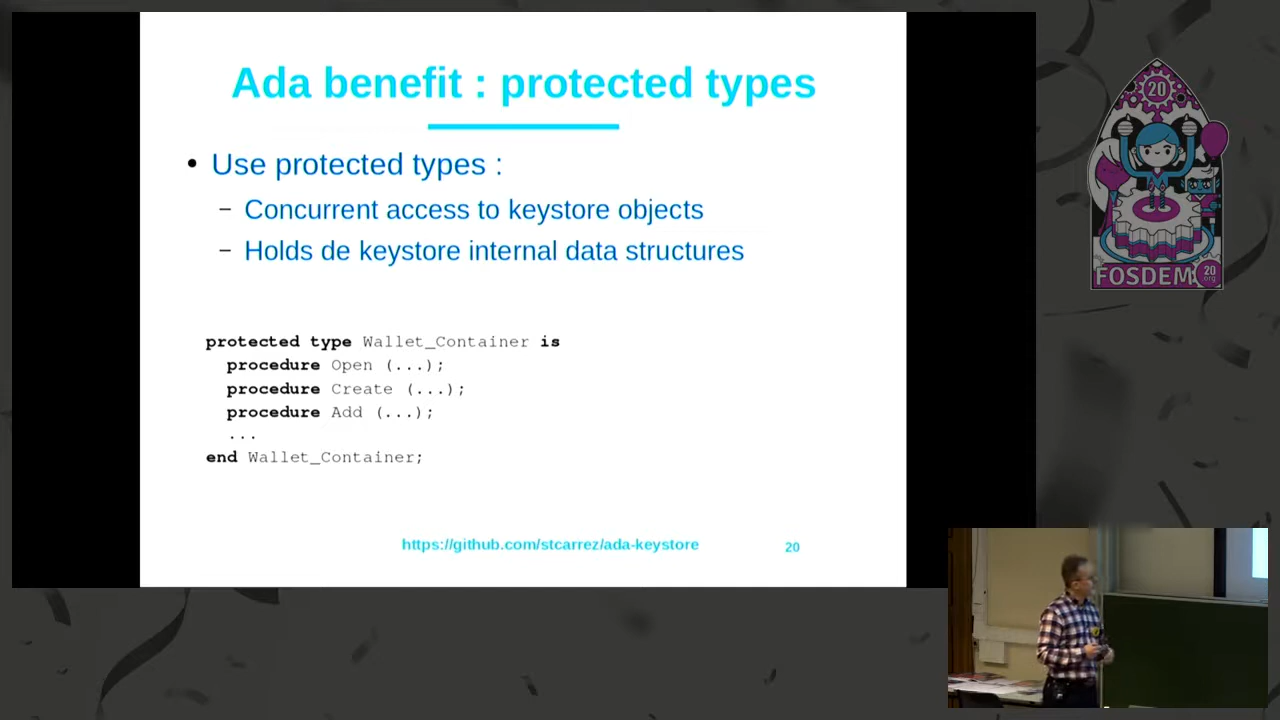 Ada benefit : protected types
● Use protected types :
– Concurrent access to keystore objects
– Holds de keystore internal data structures
protected type Wallet_Container is
procedure Open (...);
procedure Create (...);
procedure Add (...);
...
end Wallet_Container;
https://github.com/stcarrez/ada-keystore
20
20
FOSDEM
20
org